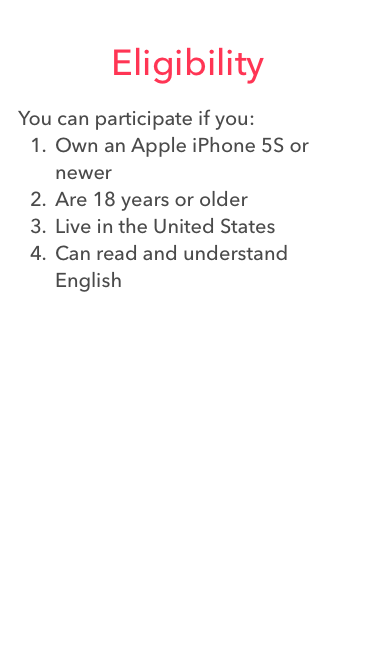 Eligibility
You can participate if you:
1. Own an Apple iPhone 5S or
newer
2. Are 18 years or older
3. Live in the United States
4. Can read and understand
English